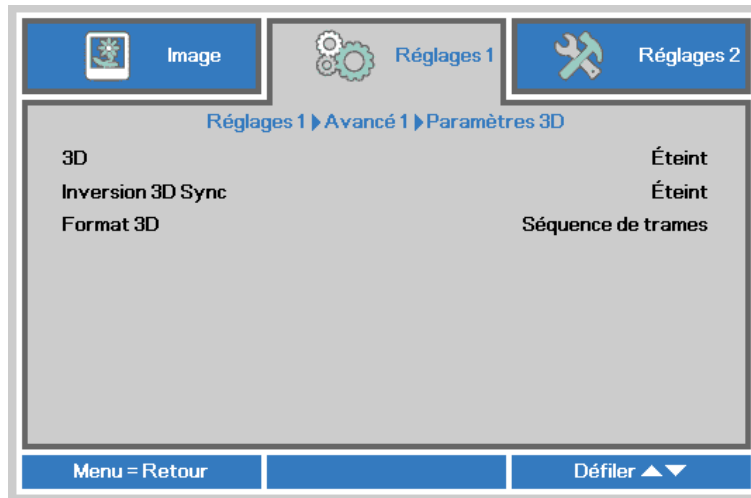 Image
Réglages 1
Réglages 2
Réglages 1 ▶ Avancé 1 ▶ Paramètres 3D
3D Éteint
Inversion 3D Sync Éteint
Format 3D Séquence de trames
Menu = Retour
Défiler ▲▼